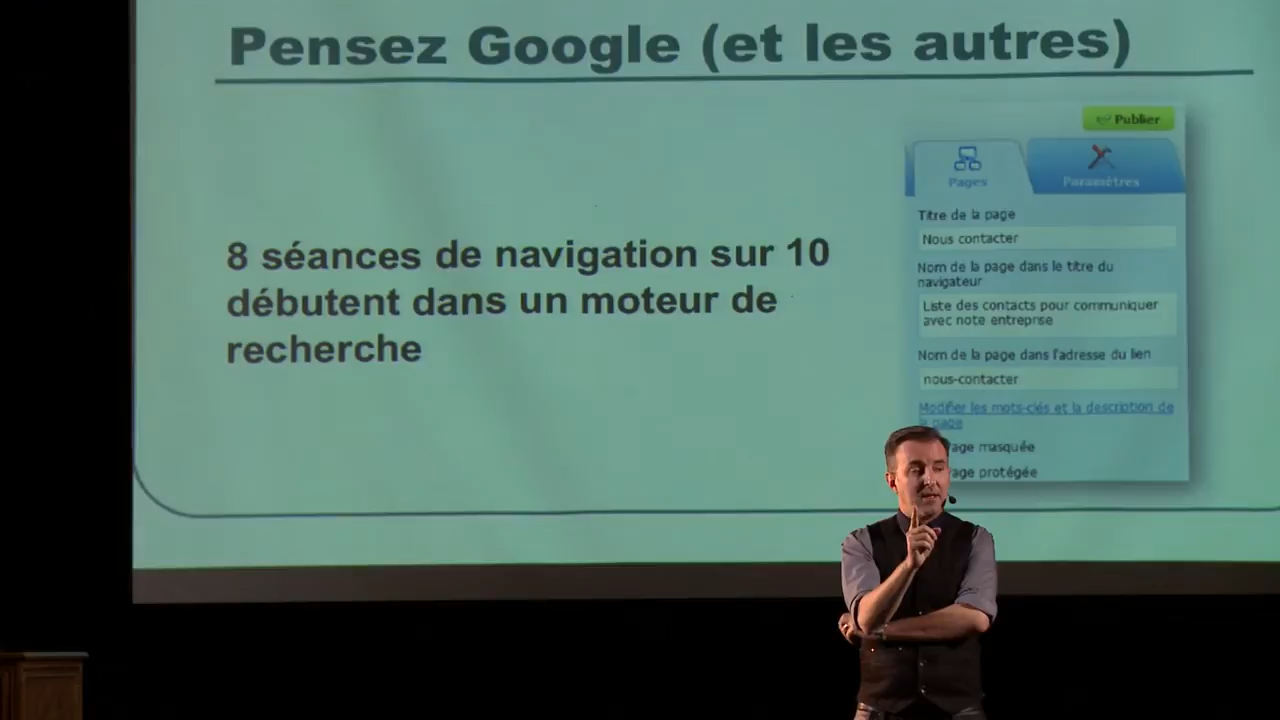 Pensez Google (et les autres)
8 séances de navigation sur 10
débutent dans un moteur de
recherche
Publier
Pages
Paramètres
Titre de la page
Nous contacter
Nom de la page dans le titre du
navigateur
Liste des contacts pour communiquer
avec note entreprise
Nom de la page dans l'adresse du lien
nous-contacter
Modifier les mots-clés et la description de
la page
age masquée
age protégée